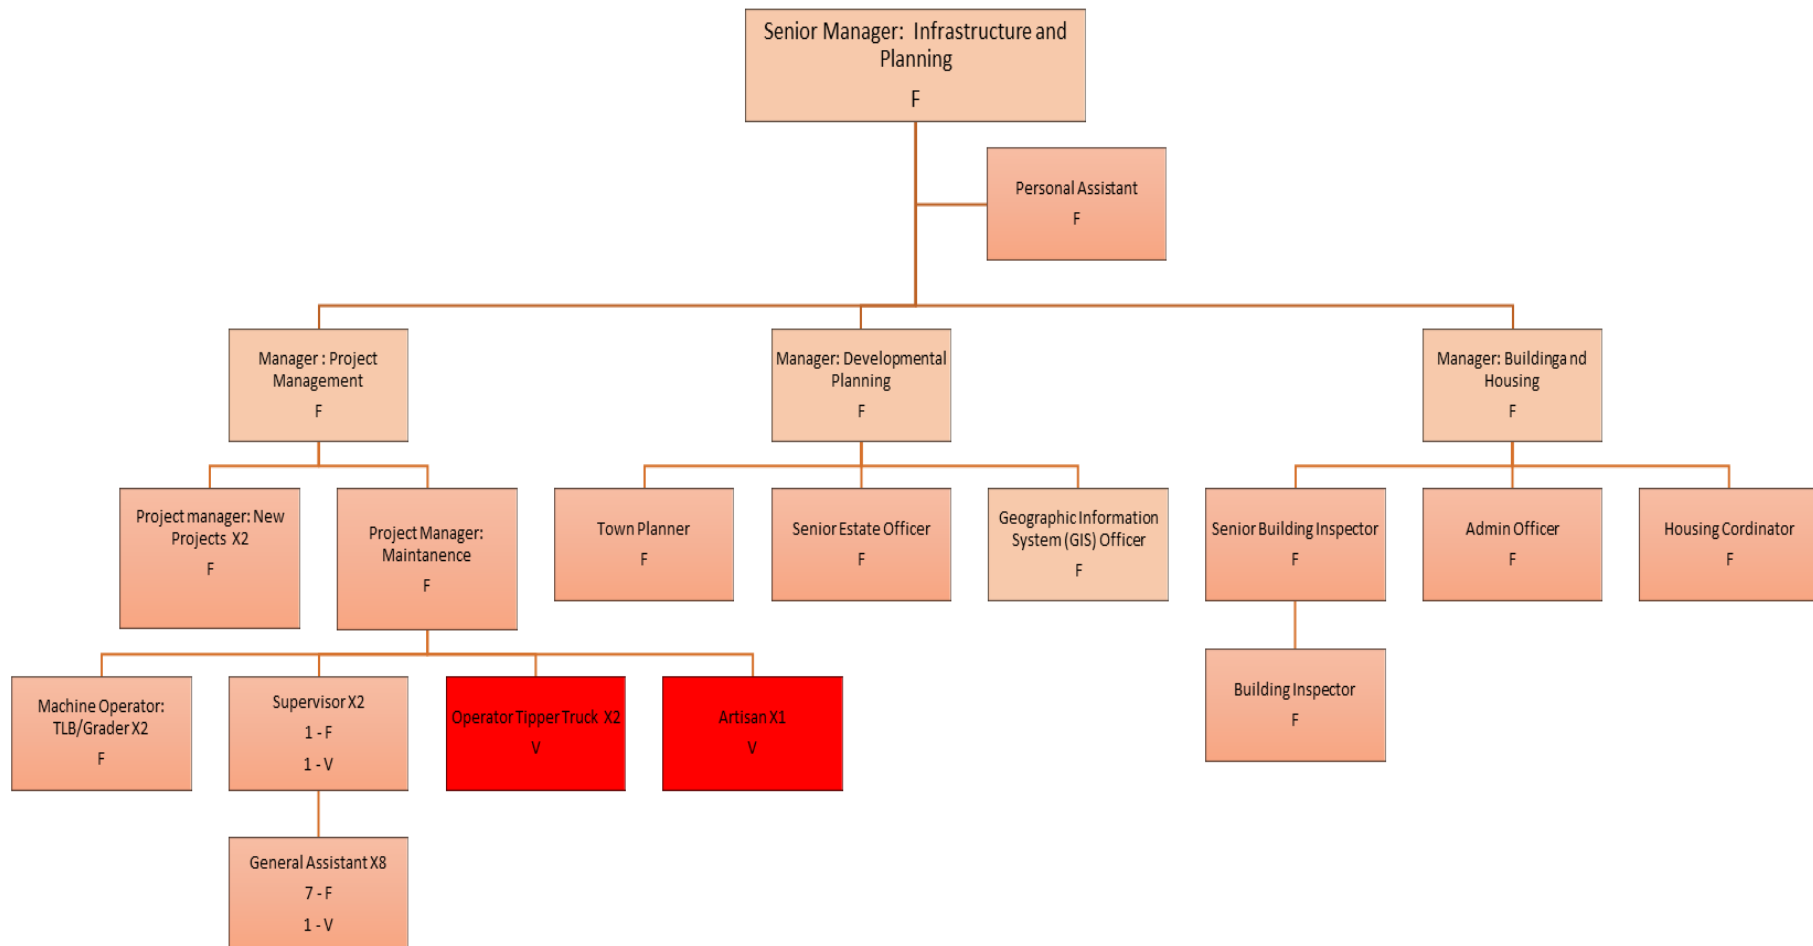 Senior Manager:  Infrastructure and
Planning
F
Personal Assistant
F
Manager : Project
Management
F
Manager: Developmental
Planning
F
Manager: Buildinga nd
Housing
F
Project manager: New
Projects  X2
F
Project Manager:
Maintanence
F
Town Planner
F
Senior Estate Officer
F
Geographic Information
System (GIS) Officer
F
Senior Building Inspector
F
Admin Officer
F
Housing Cordinator
F
Machine Operator:
TLB/Grader X2
F
Supervisor X2
1 - F
1 - V
Operator Tipper Truck  X2
V
Artisan X1
V
Building Inspector
F
General Assistant X8
7 - F
1 - V